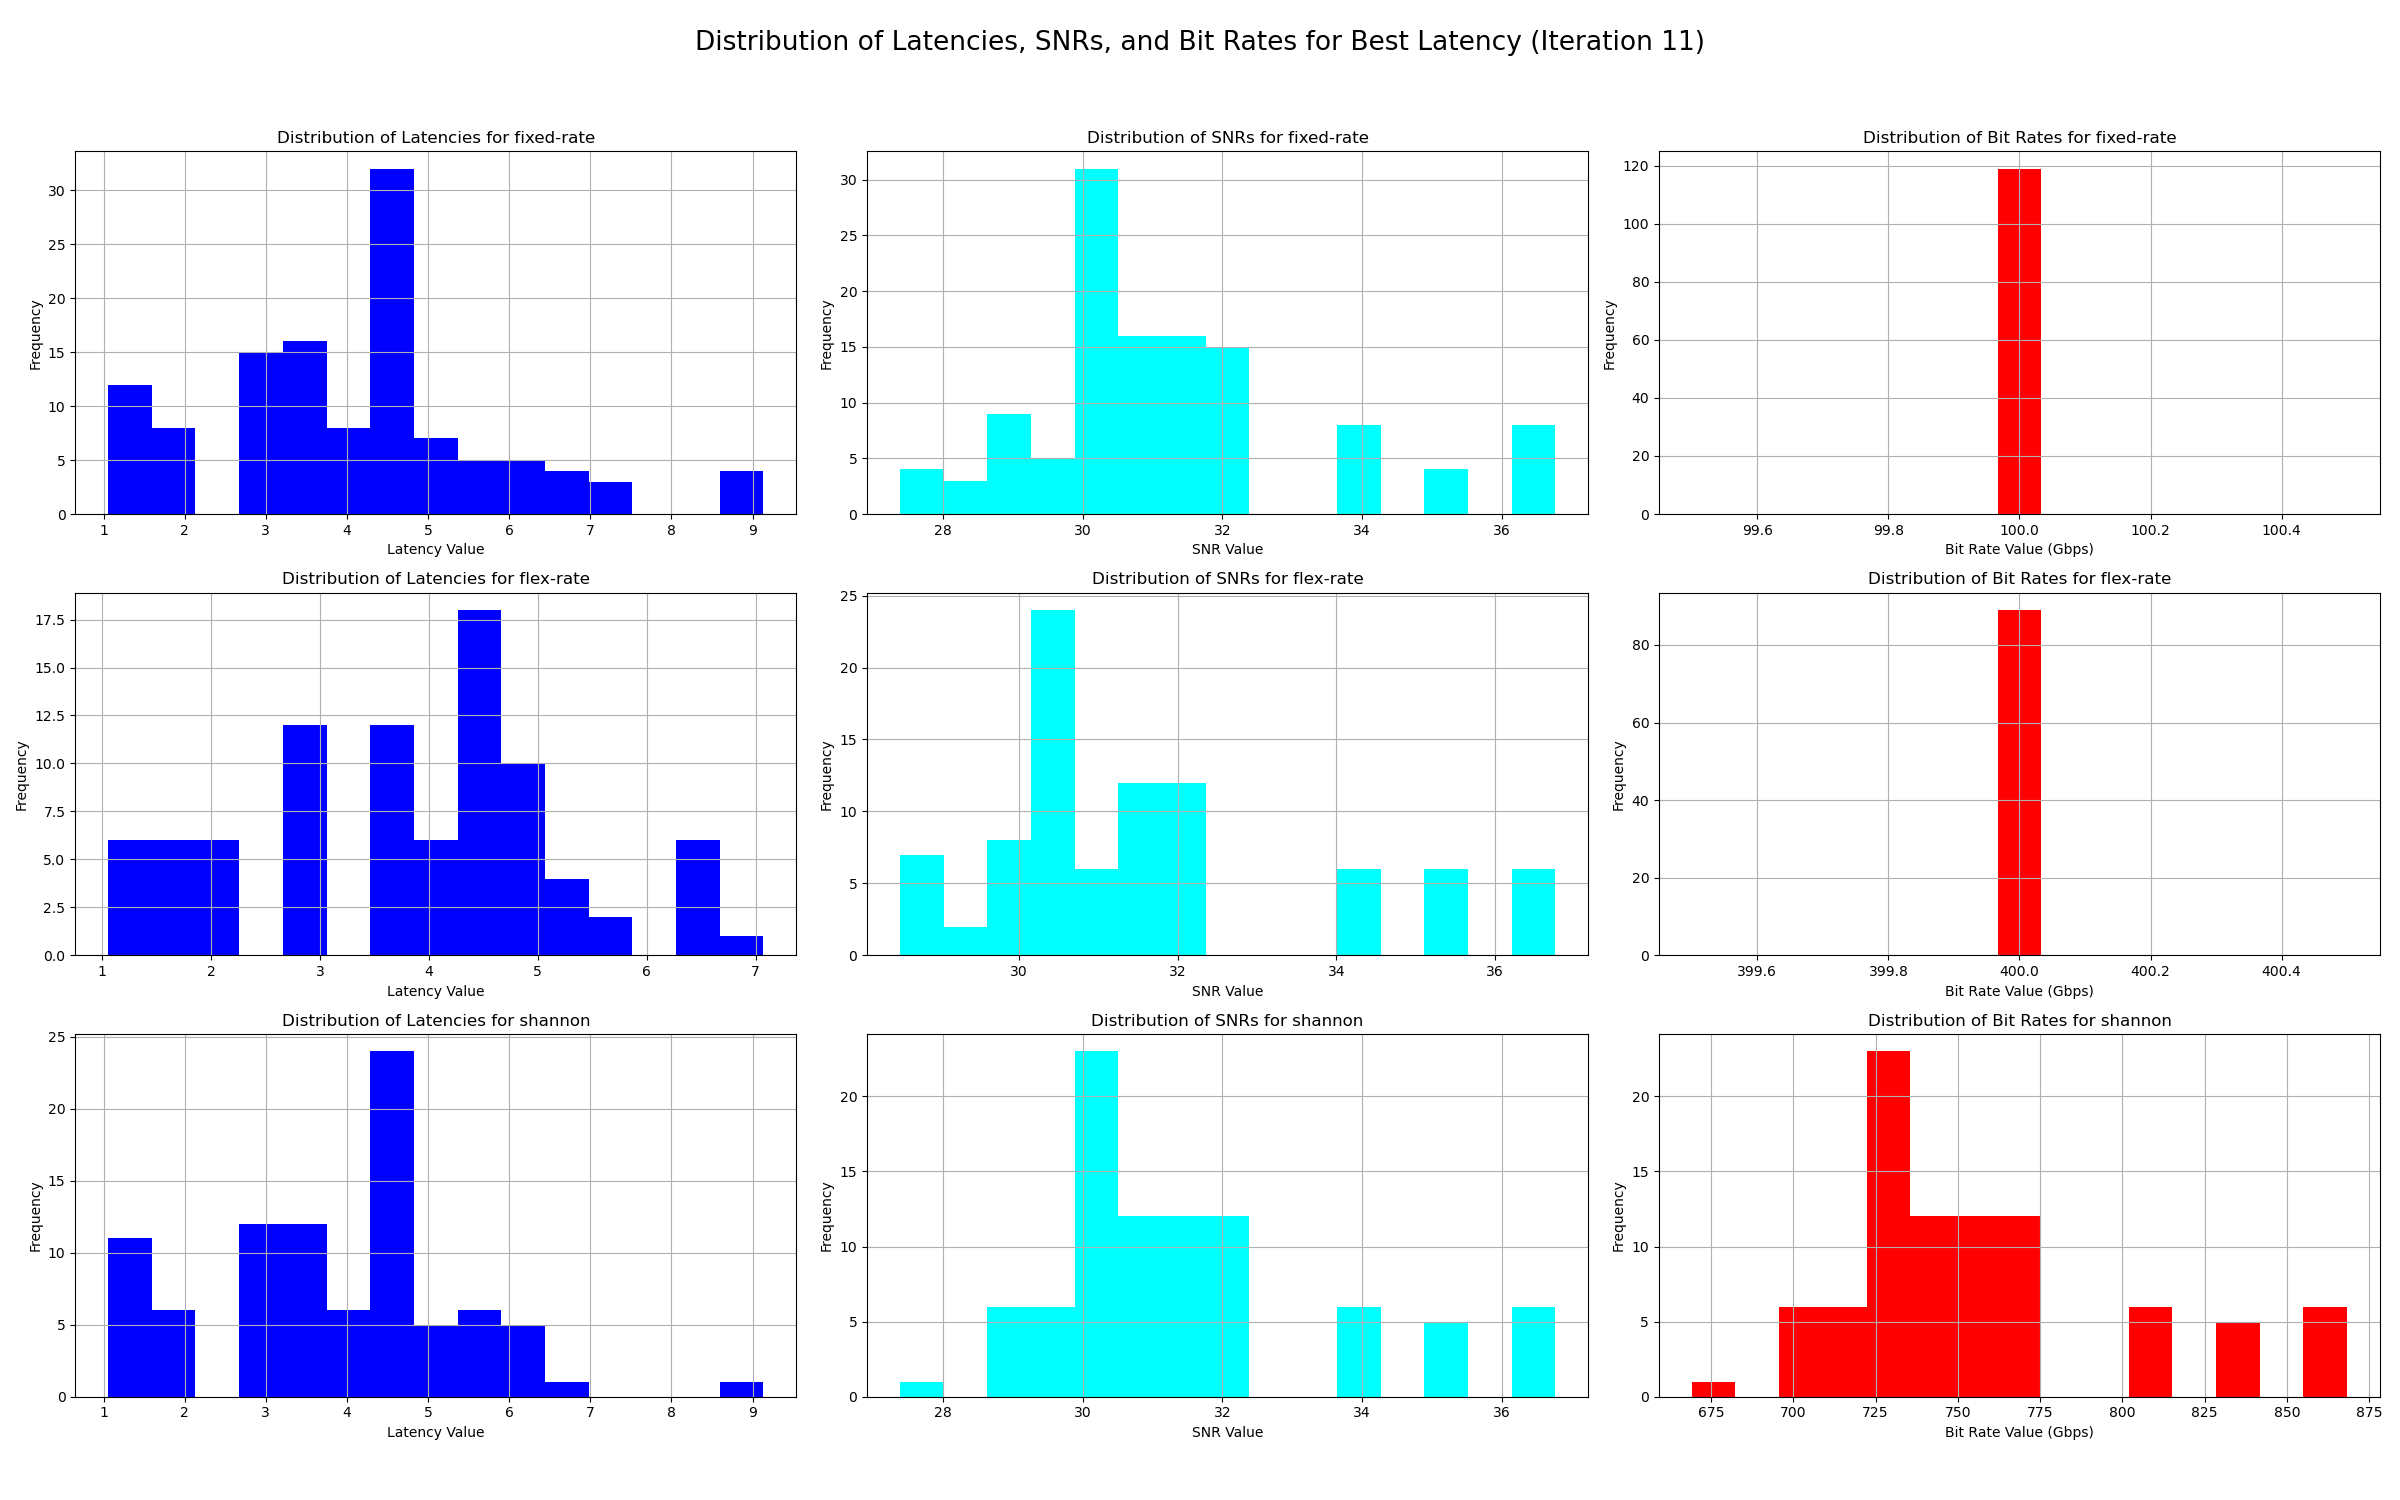 Distribution of Latencies, SNRs, and Bit Rates for Best Latency (Iteration 11)
Distribution of Latencies for fixed-rate
Frequency
0
5
10
15
20
25
30
1 2 3 4 5 6 7 8 9
Latency Value
Distribution of SNRs for fixed-rate
Frequency
0
5
10
15
20
25
30
28 30 32 34 36
SNR Value
Distribution of Bit Rates for fixed-rate
Frequency
0
20
40
60
80
100
120
99.6 99.8 100.0 100.2 100.4
Bit Rate Value (Gbps)
Distribution of Latencies for flex-rate
Frequency
0.0
2.5
5.0
7.5
10.0
12.5
15.0
17.5
1 2 3 4 5 6 7
Latency Value
Distribution of SNRs for flex-rate
Frequency
0
5
10
15
20
25
30 32 34 36
SNR Value
Distribution of Bit Rates for flex-rate
Frequency
0
20
40
60
80
399.6 399.8 400.0 400.2 400.4
Bit Rate Value (Gbps)
Distribution of Latencies for shannon
Frequency
0
5
10
15
20
25
1 2 3 4 5 6 7 8 9
Latency Value
Distribution of SNRs for shannon
Frequency
0
5
10
15
20
28 30 32 34 36
SNR Value
Distribution of Bit Rates for shannon
Frequency
0
5
10
15
20
675 700 725 750 775 800 825 850 875
Bit Rate Value (Gbps)